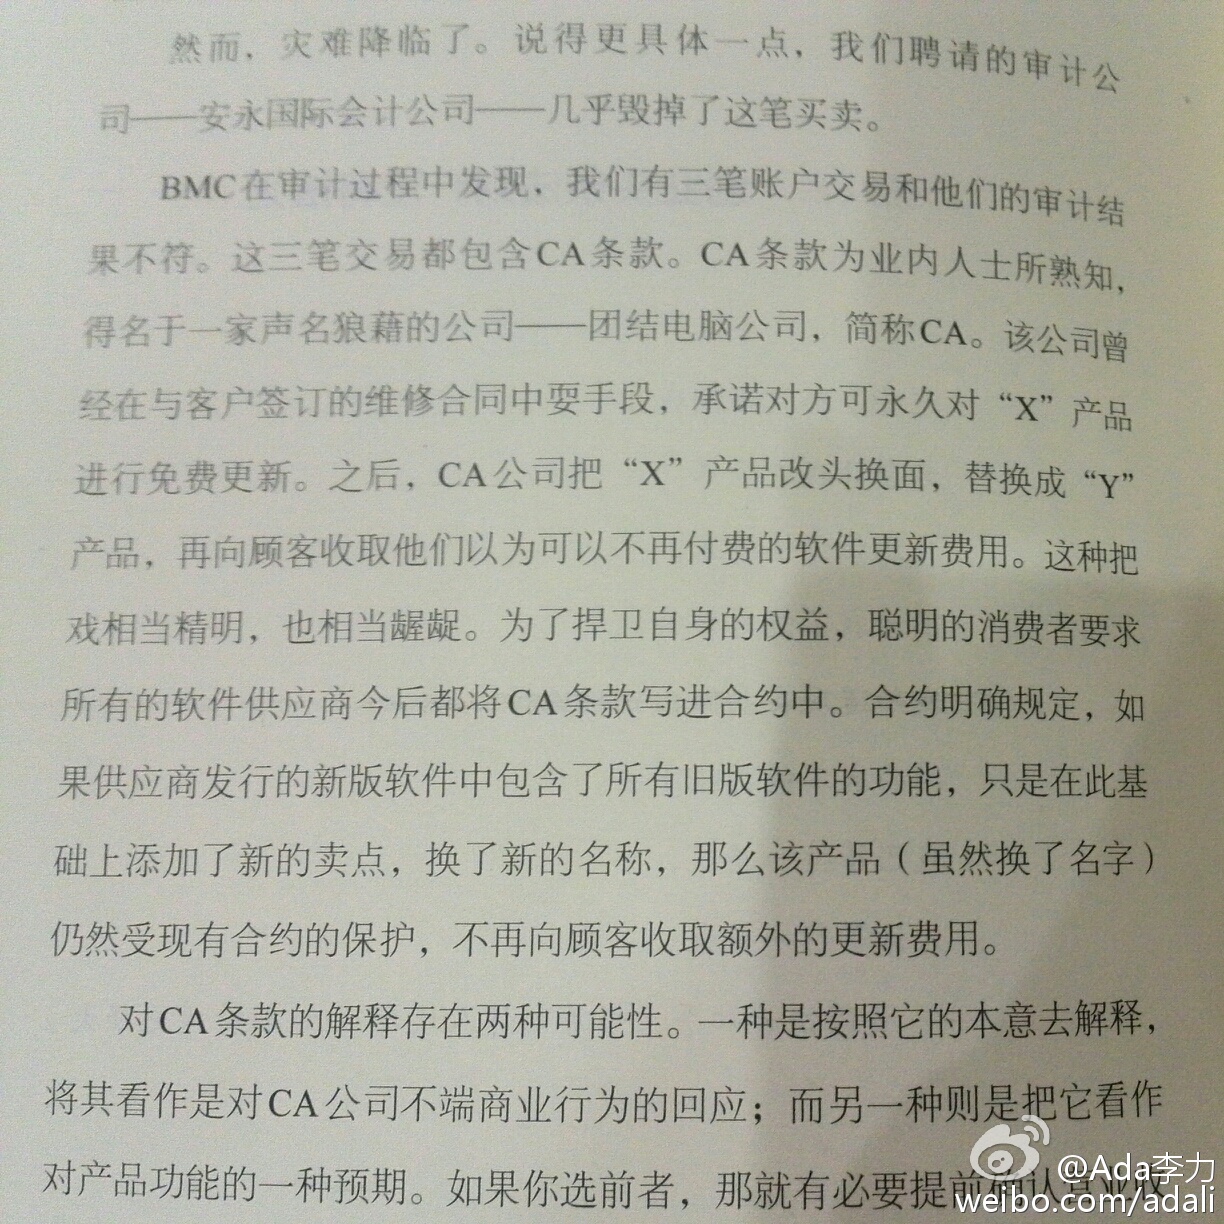 然而，灾难降临了。说得更具体一点，我们聘请的审计公
司——安永国际会计公司——几乎毁掉了这笔买卖。
BMC在审计过程中发现，我们有三笔账户交易和他们的审计结
果不符。这三笔交易都包含CA条款。CA条款为业内人士所熟知，
得名于一家声名狼藉的公司——团结电脑公司，简称CA。该公司曾
经在与客户签订的维修合同中耍手段，承诺对方可永久对“X”产品
进行免费更新。之后，CA公司把“X”产品改头换面，替换成“Y”
产品，再向顾客收取他们以为可以不再付费的软件更新费用。这种把
戏相当精明，也相当龌龊。为了捍卫自身的权益，聪明的消费者要求
所有的软件供应商今后都将CA条款写进合约中。合约明确规定，如
果供应商发行的新版软件中包含了所有旧版软件的功能，只是在此基
础上添加了新的卖点，换了新的名称，那么该产品（虽然换了名字）
仍然受现有合约的保护，不再向顾客收取额外的更新费用。
对CA条款的解释存在两种可能性。一种是按照它的本意去解释，
将其看作是对CA公司不端商业行为的回应；而另一种则是把它看作
对产品功能的一种预期。如果你选前者，那就有必要提前
@Ada李力
weibo.com/adali